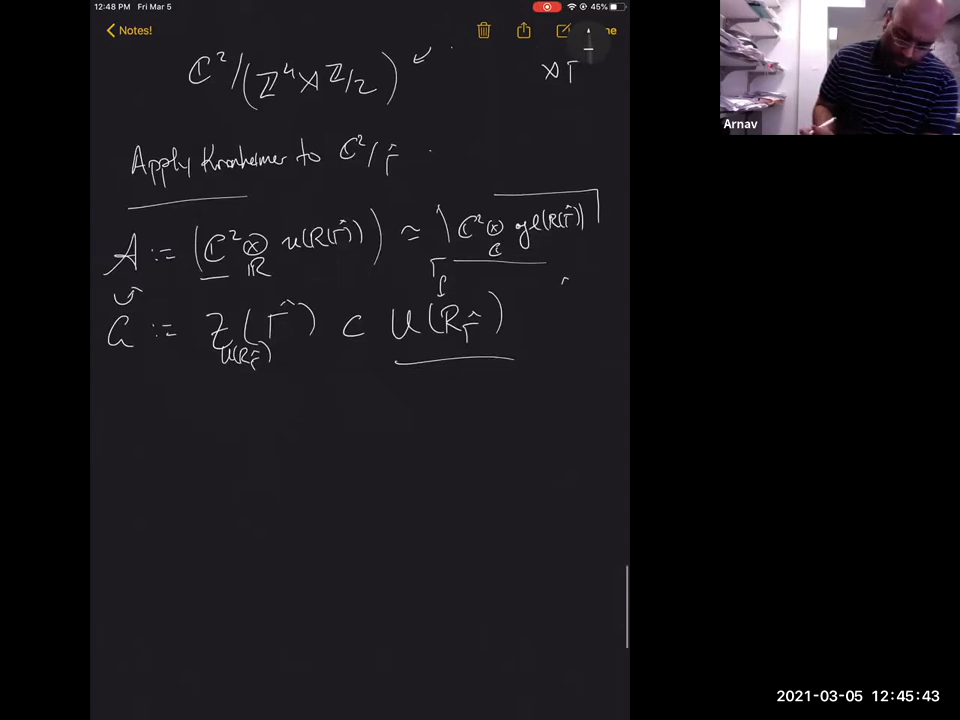 12:48 PM Fri Mar 5
45%
Notes!
ℂ²/(ℤ⁴⋊ℤ/2)
⋊Γ
Apply Kronheimer to ℂ²/Γ̂
A := (ℂ² ⊗_ℝ u(R(Γ̂))) ≃ (ℂ² ⊗_ℂ gl(R(Γ̂)))
G := Z_{U(R_Γ̂)}(Γ̂) ⊂ U(R_Γ̂)
Arnav
2021-03-05 12:45:43